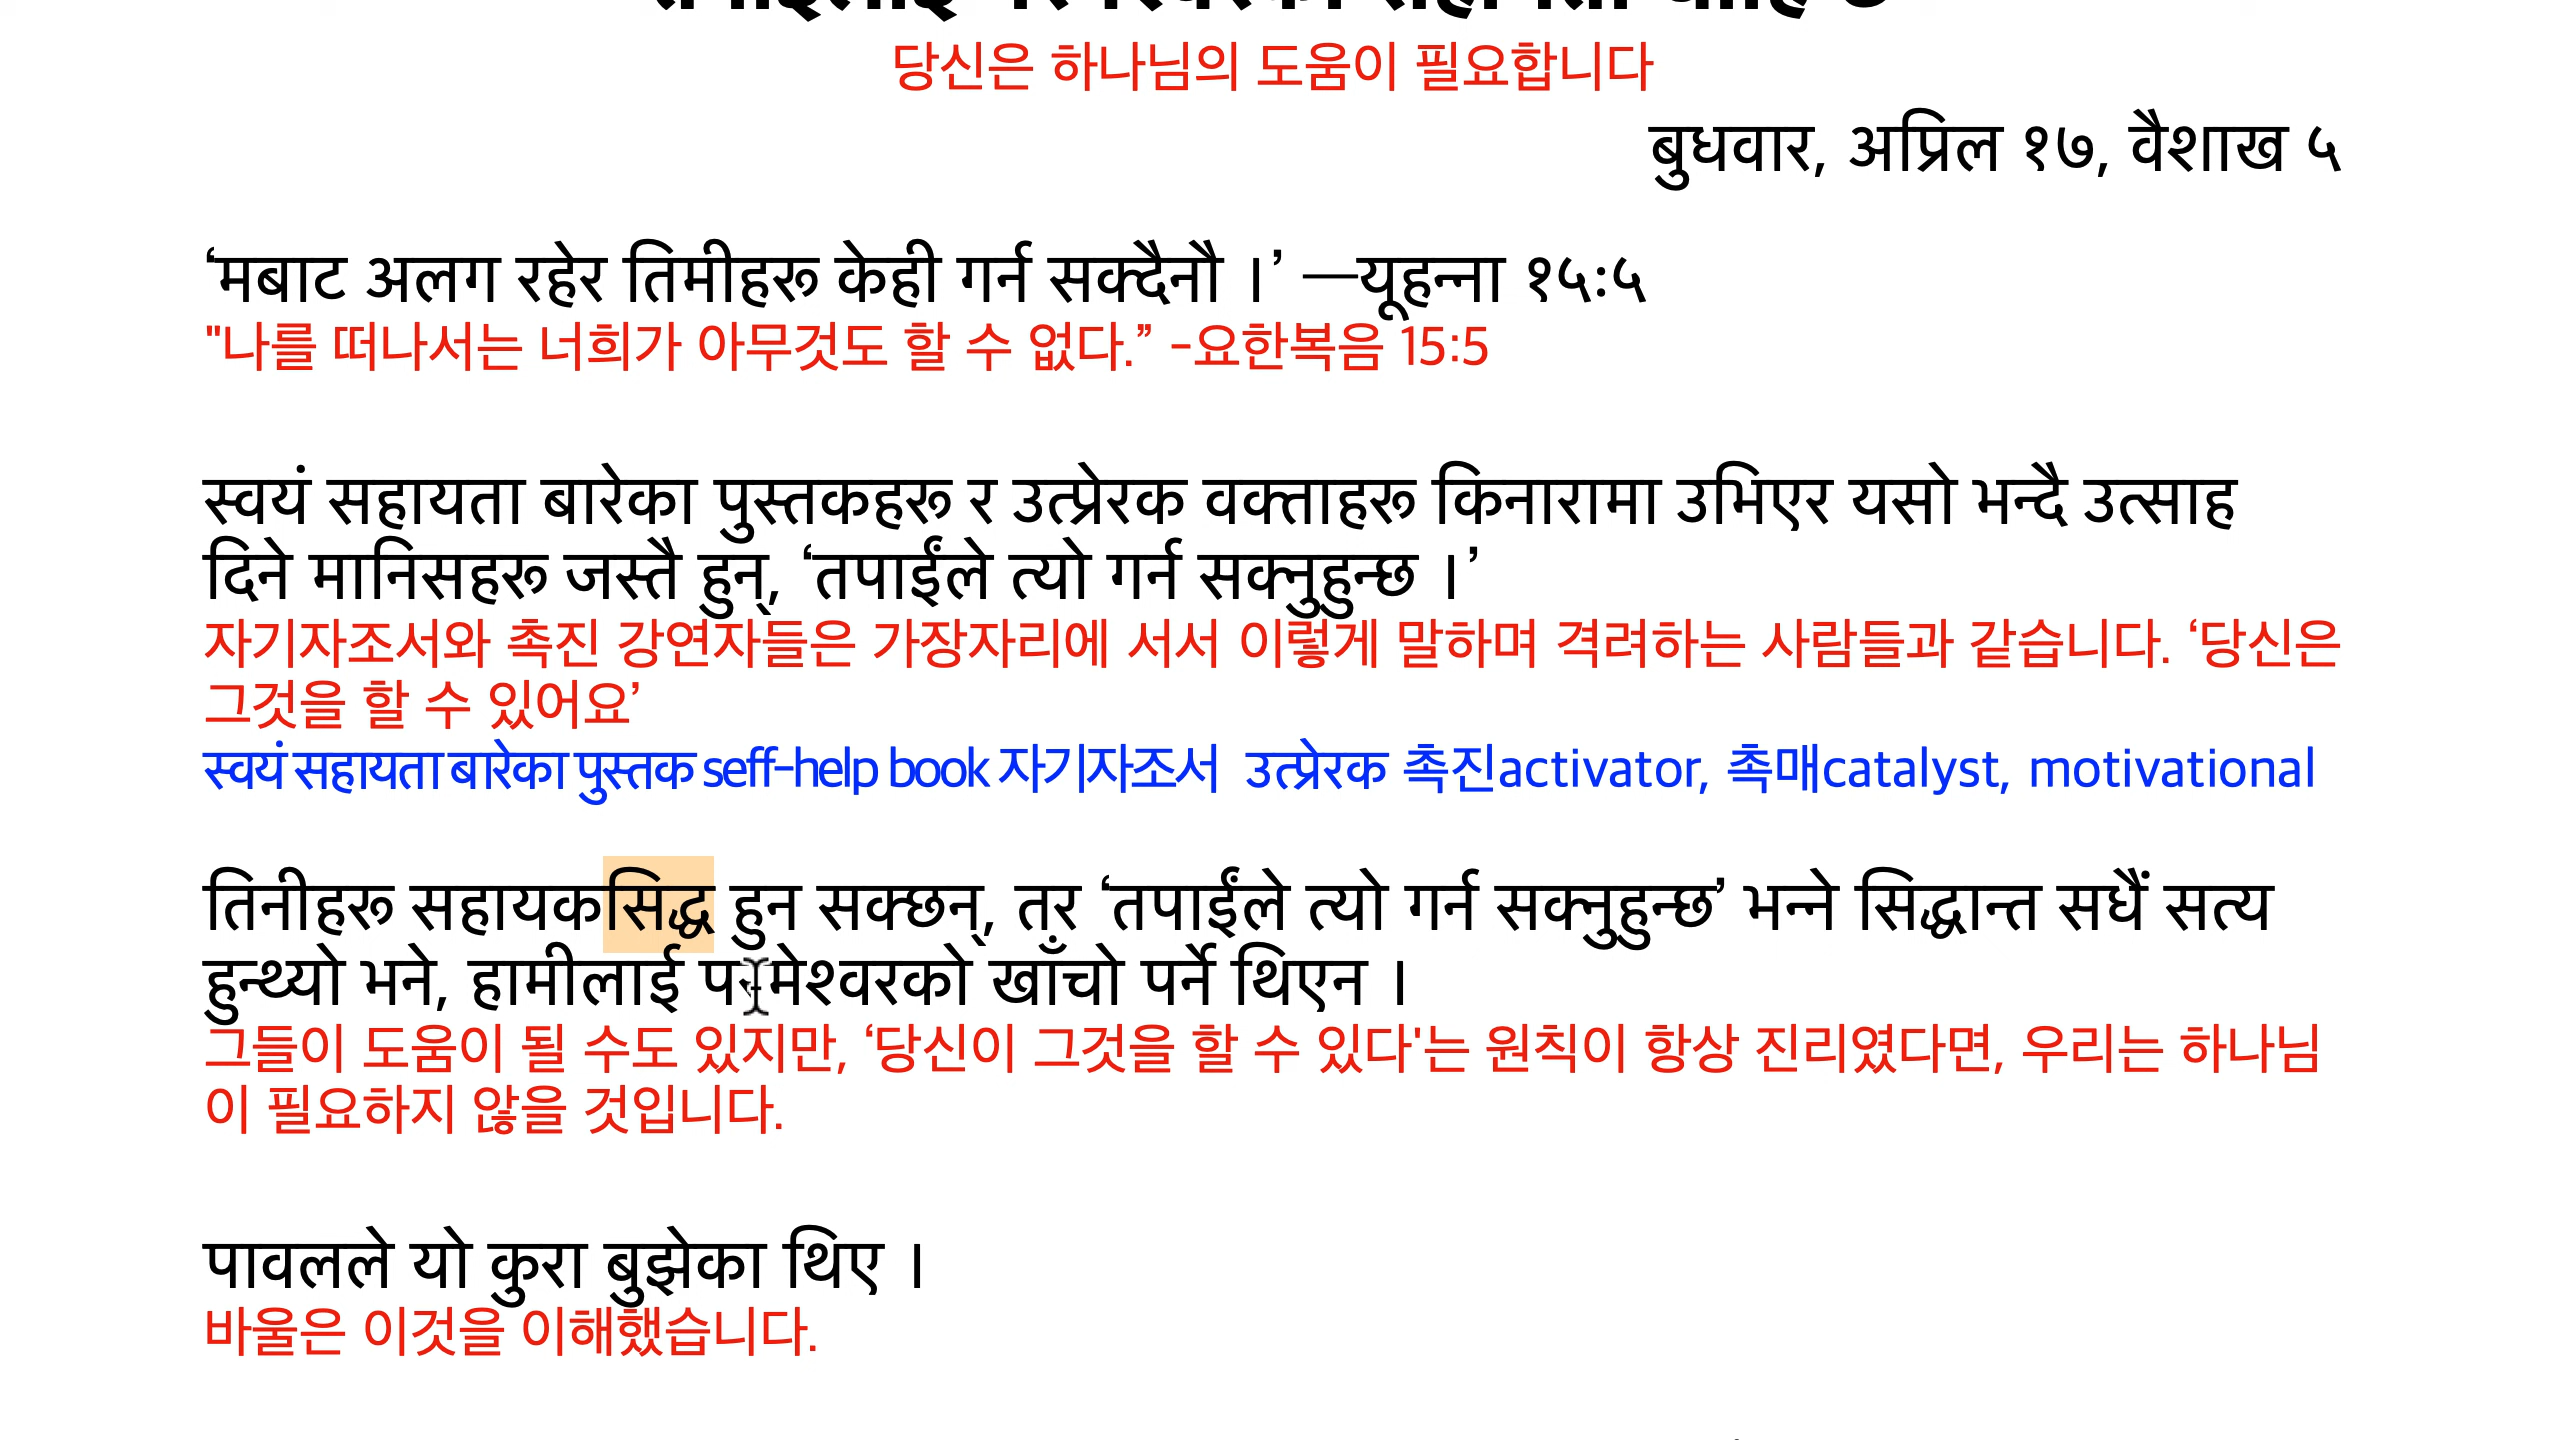 당신은 하나님의 도움이 필요합니다
बुधवार, अप्रिल १७, वैशाख ५
‘मबाट अलग रहेर तिमीहरू केही गर्न सक्दैनौ ।’ —यूहन्ना १५:५
"나를 떠나서는 너희가 아무것도 할 수 없다.” -요한복음 15:5
स्वयं सहायता बारेका पुस्तकहरू र उत्प्रेरक वक्ताहरू किनारामा उभिएर यसो भन्दै उत्साह
दिने मानिसहरू जस्तै हुन्, ‘तपाईंले त्यो गर्न सक्नुहुन्छ ।’
자기자조서와 촉진 강연자들은 가장자리에 서서 이렇게 말하며 격려하는 사람들과 같습니다. ‘당신은
그것을 할 수 있어요’
स्वयं सहायता बारेका पुस्तक seff-help book 자기자조서 उत्प्रेरक 촉진activator, 촉매catalyst, motivational
तिनीहरू सहायकसिद्ध हुन सक्छन्, तर ‘तपाईंले त्यो गर्न सक्नुहुन्छ’ भन्ने सिद्धान्त सधैं सत्य
हुन्थ्यो भने, हामीलाई परमेश्वरको खाँचो पर्ने थिएन ।
그들이 도움이 될 수도 있지만, ‘당신이 그것을 할 수 있다'는 원칙이 항상 진리였다면, 우리는 하나님
이 필요하지 않을 것입니다.
पावलले यो कुरा बुझेका थिए ।
바울은 이것을 이해했습니다.